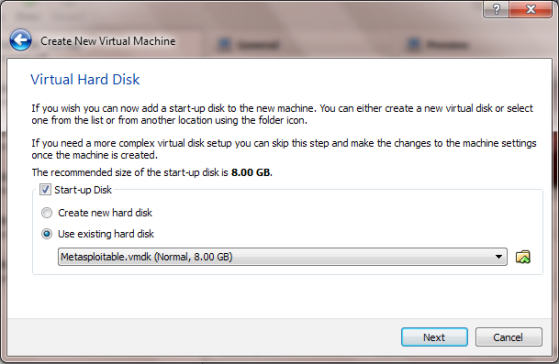 Create New Virtual Machine
Virtual Hard Disk
If you wish you can now add a start-up disk to the new machine. You can either create a new virtual disk or select
one from the list or from another location using the folder icon.
If you need a more complex virtual disk setup you can skip this step and make the changes to the machine settings
once the machine is created.
The recommended size of the start-up disk is 8.00 GB.
Start-up Disk
Create new hard disk
Use existing hard disk
Metasploitable.vmdk (Normal, 8.00 GB)
Next
Cancel